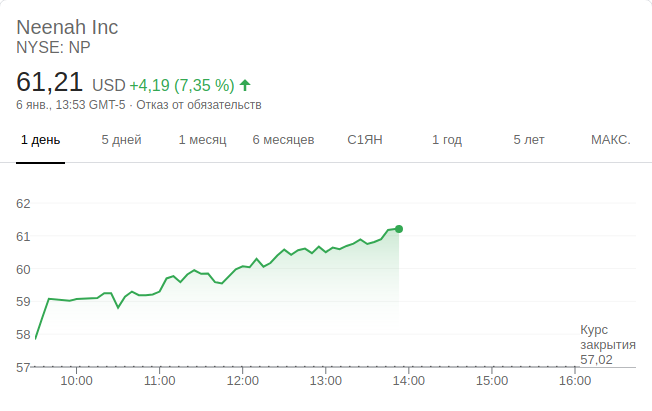 Neenah Inc
NYSE: NP
61,21 USD +4,19 (7,35 %)
6 янв., 13:53 GMT-5 · Отказ от обязательств
1 день 5 дней 1 месяц 6 месяцев С1ЯН 1 год 5 лет МАКС.
62
61
60
59
58
Курс
закрытия
57,02
57
10:00 11:00 12:00 13:00 14:00 15:00 16:00